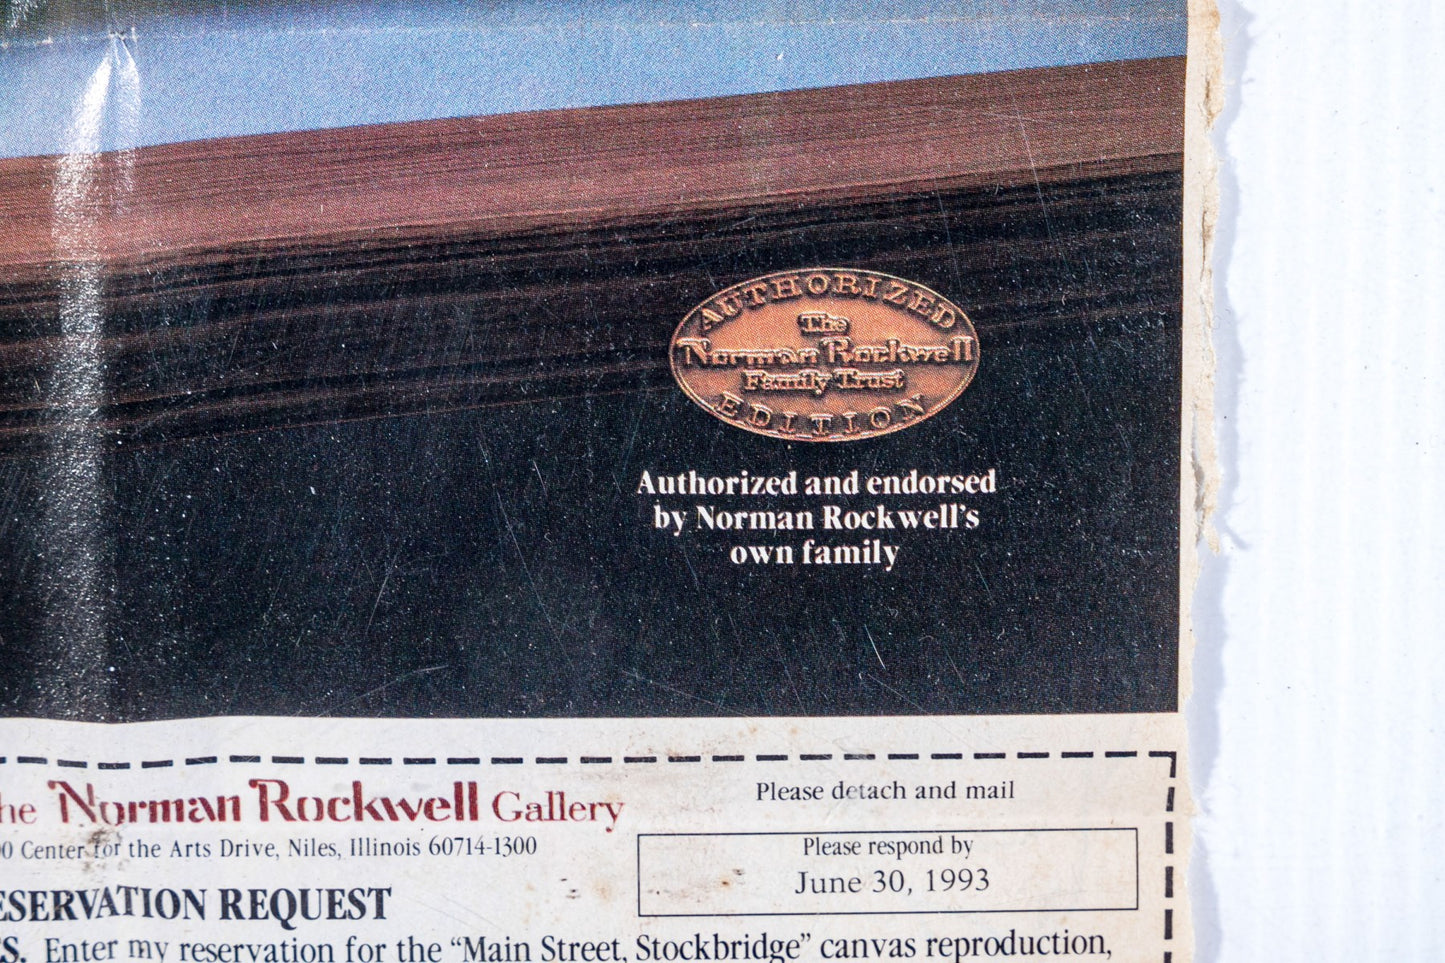 AUTHORIZED
The
Norman Rockwell
Family Trust
EDITION
Authorized and endorsed
by Norman Rockwell's
own family
he Norman Rockwell Gallery
0 Center for the Arts Drive, Niles, Illinois 60714-1300
Please detach and mail
Please respond by
June 30, 1993
ESERVATION REQUEST
S. Enter my reservation for the “Main Street, Stockbridge” canvas reproduction,